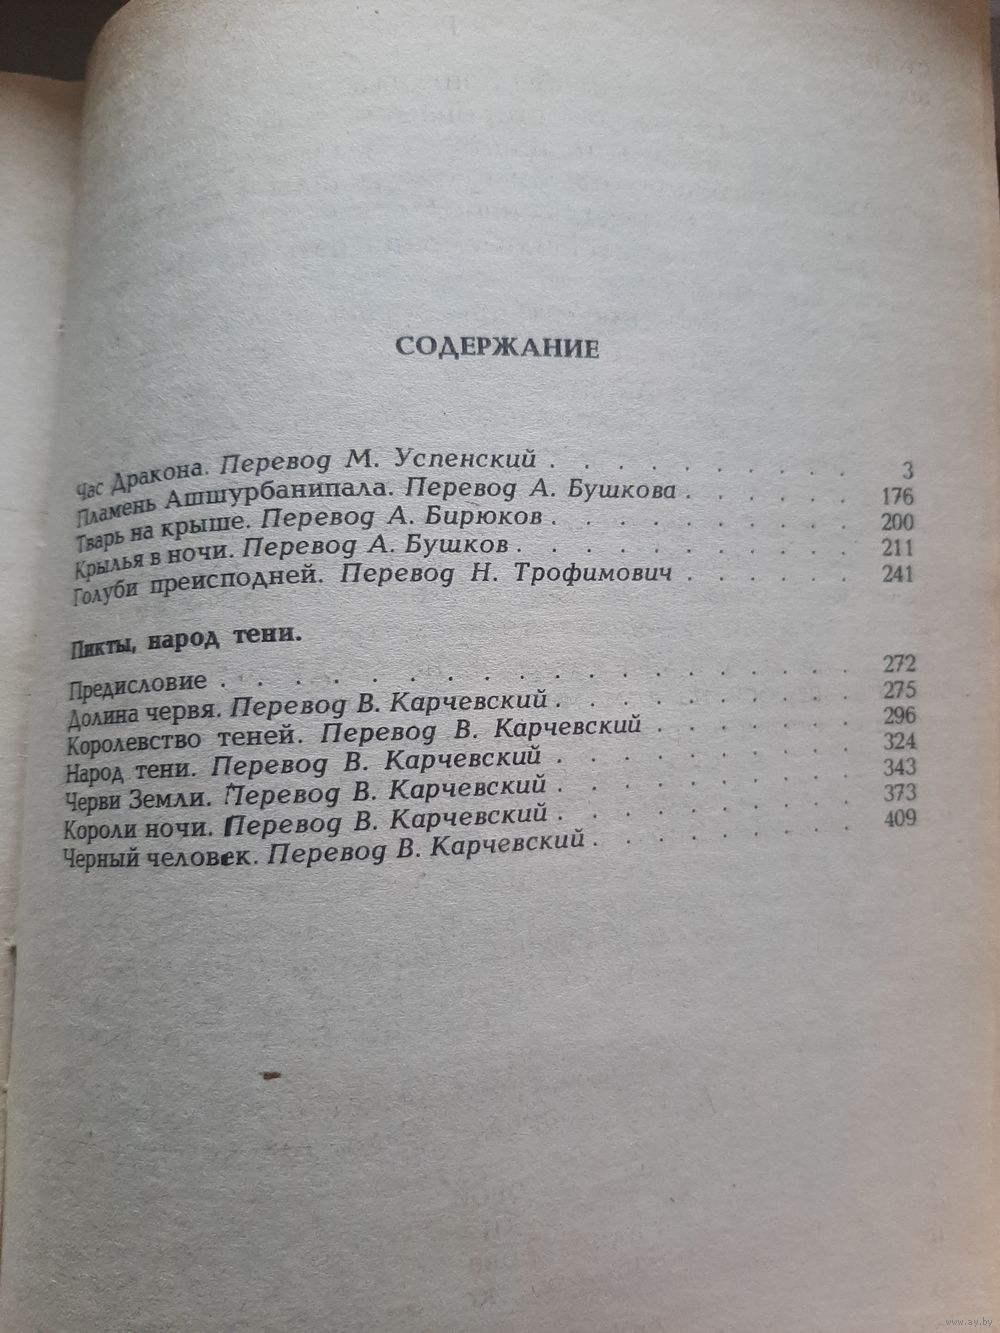 СОДЕРЖАНИЕ
Час Дракона. Перевод М. Успенский . . . . . . . . . 3
Пламень Ашшурбанипала. Перевод А. Бушкова . . . . . . 176
Тварь на крыше. Перевод А. Бирюков . . . . . . . . . 200
Крылья в ночи. Перевод А. Бушков . . . . . . . . . . 211
Голуби преисподней. Перевод Н. Трофимович . . . . . . 241
Пикты, народ тени.
Предисловие . . . . . . . . . . . . . . . . . . 272
Долина червя. Перевод В. Карчевский . . . . . . . . . 275
Королевство теней. Перевод В. Карчевский . . . . . . 296
Народ тени. Перевод В. Карчевский . . . . . . . . . 324
Черви Земли. Перевод В. Карчевский . . . . . . . . . 343
Короли ночи. Перевод В. Карчевский . . . . . . . . . 373
Черный человек. Перевод В. Карчевский . . . . . . . . 409
www.ay.by